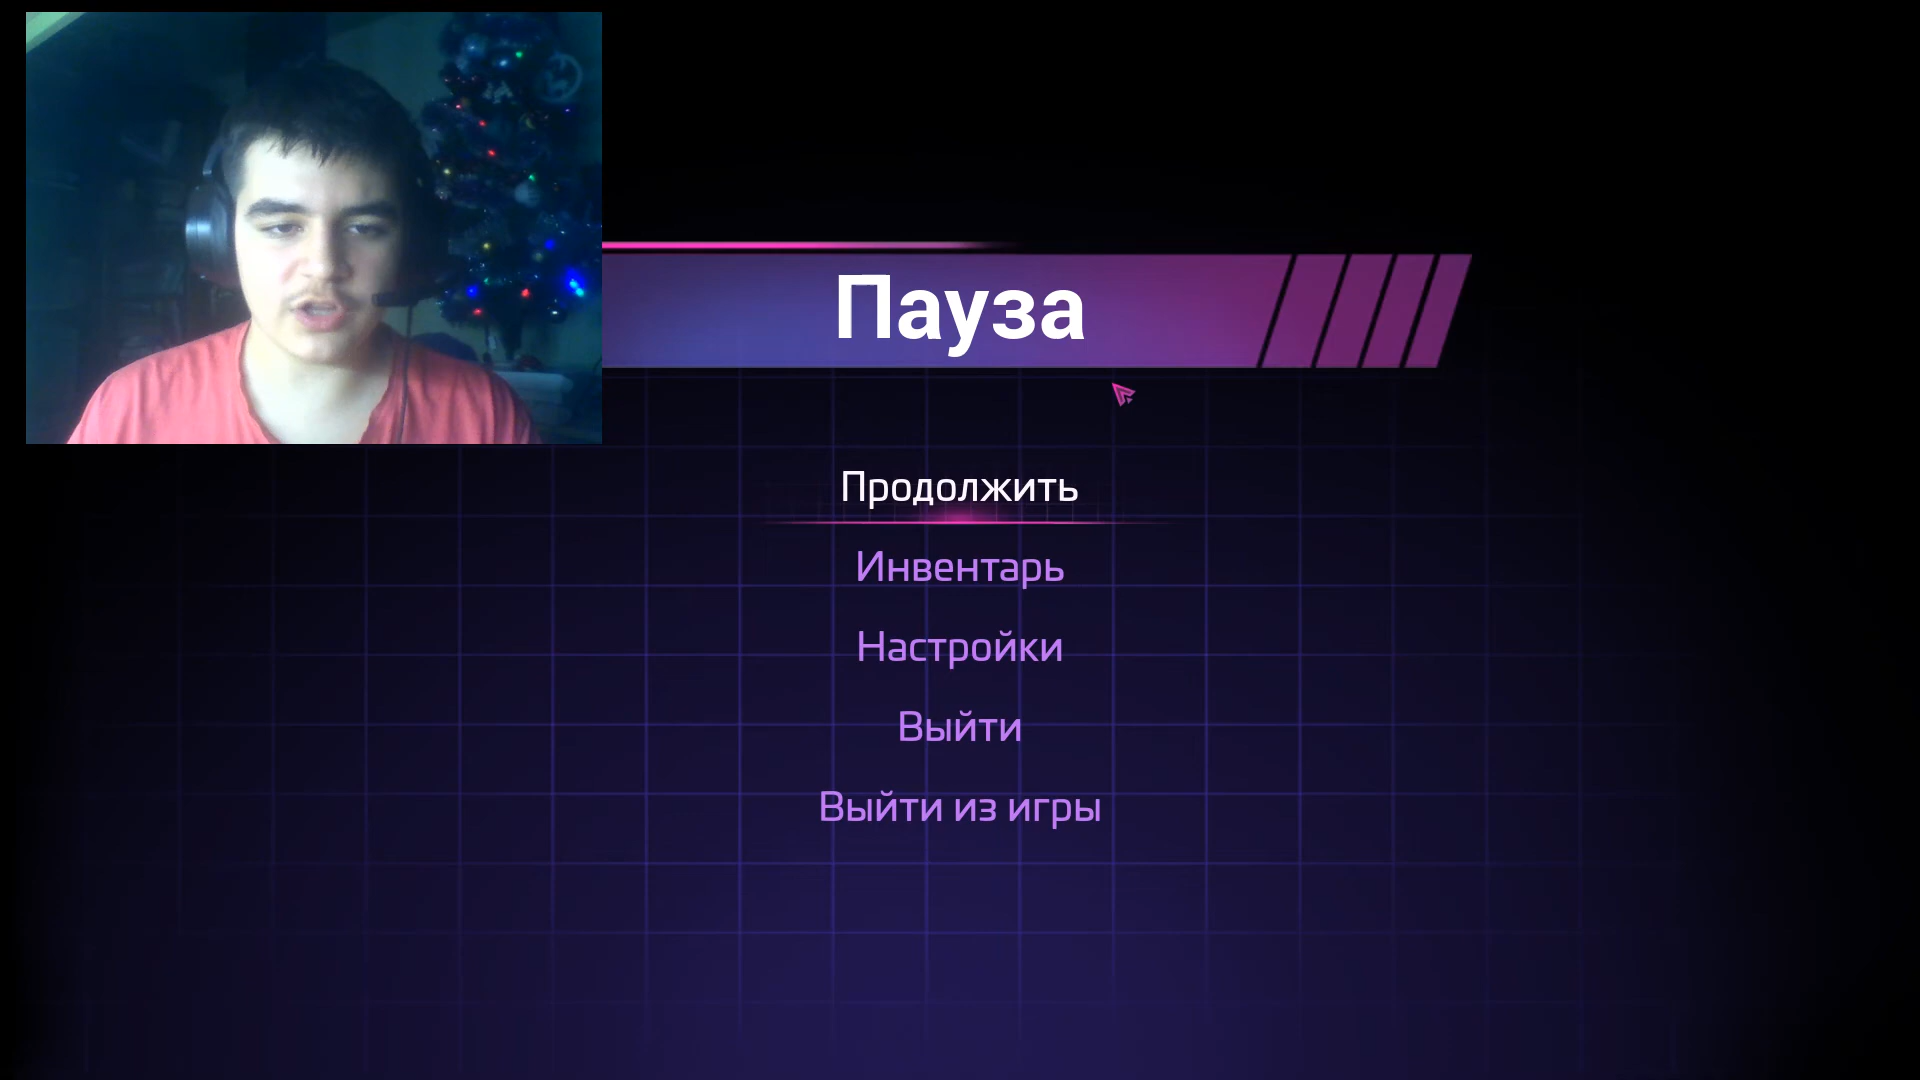 Пауза
Продолжить
Инвентарь
Настройки
Выйти
Выйти из игры